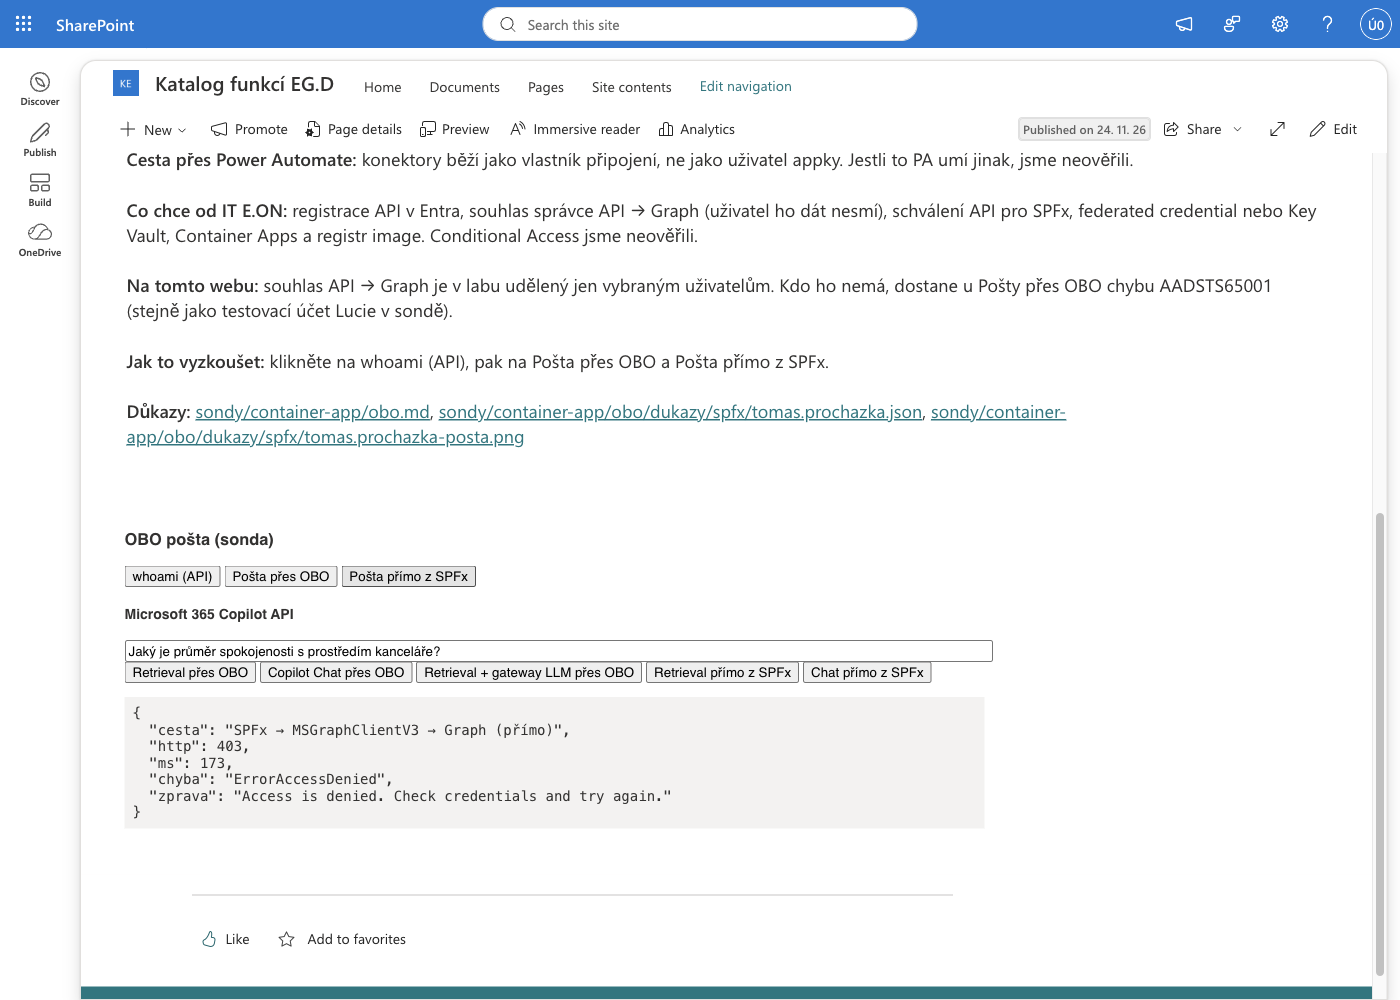 SharePoint
Search this site
Ú0
Discover
Publish
Build
OneDrive
KE
Katalog funkcí EG.D
Home
Documents
Pages
Site contents
Edit navigation
New
Promote
Page details
Preview
Immersive reader
Analytics
Published on 24. 11. 26
Share
Edit
Cesta přes Power Automate: konektory běží jako vlastník připojení, ne jako uživatel appky. Jestli to PA umí jinak, jsme neověřili.
Co chce od IT E.ON: registrace API v Entra, souhlas správce API → Graph (uživatel ho dát nesmí), schválení API pro SPFx, federated credential nebo Key
Vault, Container Apps a registr image. Conditional Access jsme neověřili.
Na tomto webu: souhlas API → Graph je v labu udělený jen vybraným uživatelům. Kdo ho nemá, dostane u Pošty přes OBO chybu AADSTS65001
(stejně jako testovací účet Lucie v sondě).
Jak to vyzkoušet: klikněte na whoami (API), pak na Pošta přes OBO a Pošta přímo z SPFx.
Důkazy: sondy/container-app/obo.md, sondy/container-app/obo/dukazy/spfx/tomas.prochazka.json, sondy/container-
app/obo/dukazy/spfx/tomas.prochazka-posta.png
OBO pošta (sonda)
whoami (API)
Pošta přes OBO
Pošta přímo z SPFx
Microsoft 365 Copilot API
Jaký je průměr spokojenosti s prostředím kanceláře?
Retrieval přes OBO
Copilot Chat přes OBO
Retrieval + gateway LLM přes OBO
Retrieval přímo z SPFx
Chat přímo z SPFx
{
"cesta": "SPFx → MSGraphClientV3 → Graph (přímo)",
"http": 403,
"ms": 173,
"chyba": "ErrorAccessDenied",
"zprava": "Access is denied. Check credentials and try again."
}
Like
Add to favorites